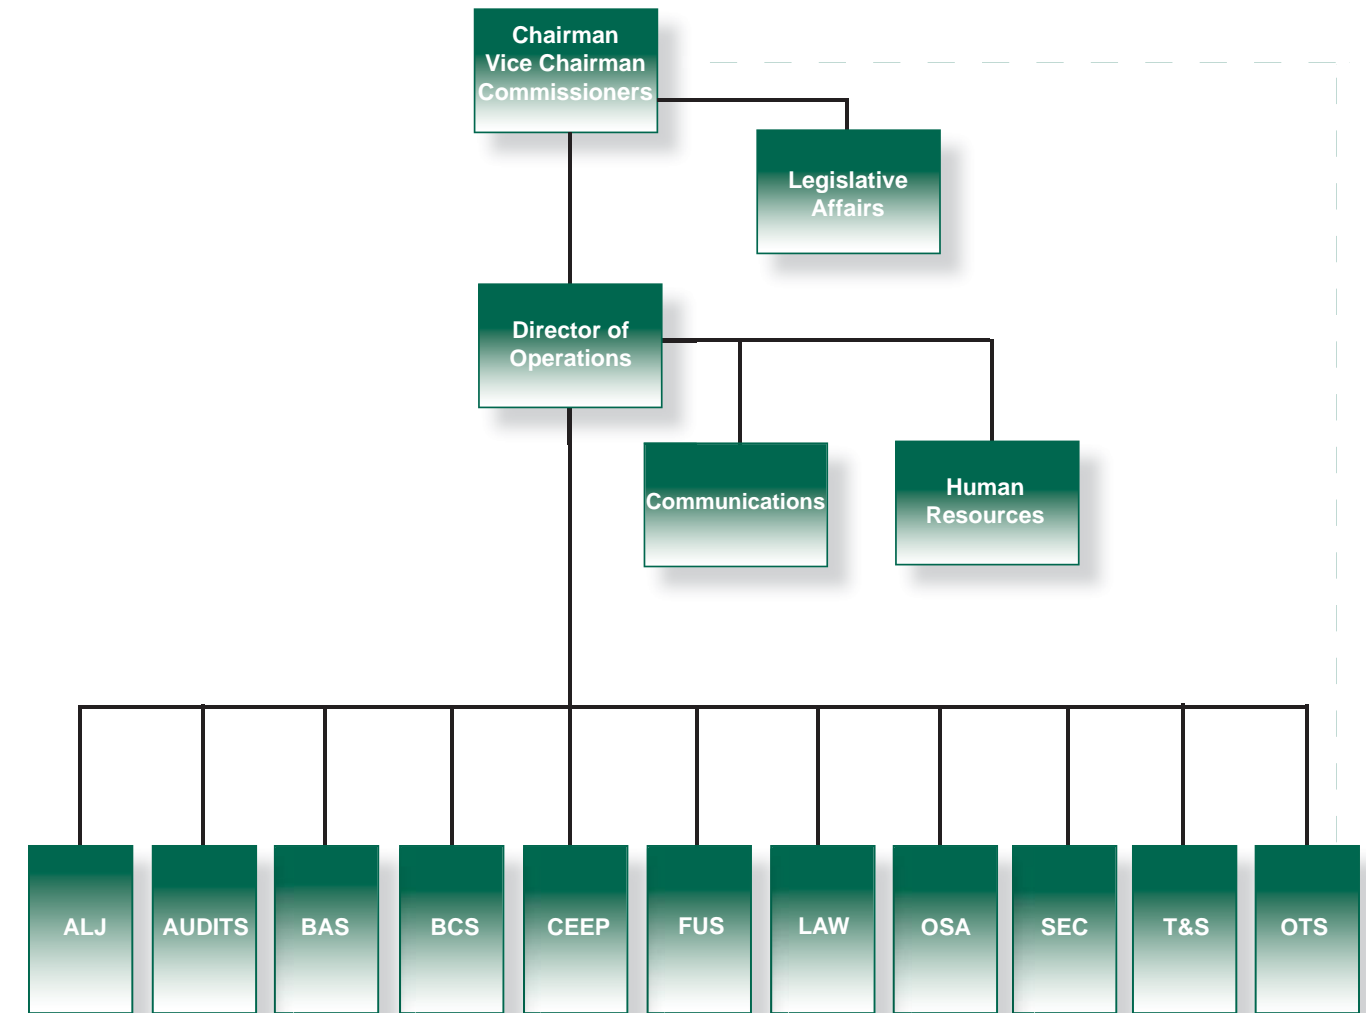 Chairman
Vice Chairman
Commissioners
Legislative
Affairs
Director of
Operations
Communications
Human
Resources
ALJ
AUDITS
BAS
BCS
CEEP
FUS
LAW
OSA
SEC
T&S
OTS